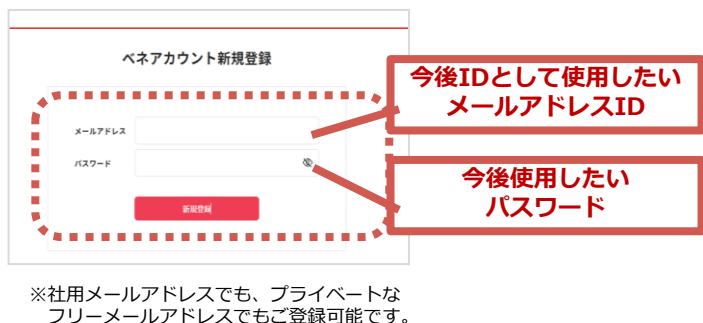 ベネアカウント新規登録
今後IDとして使用したい
メールアドレスID
メールアドレス
パスワード
新規登録
今後使用したい
パスワード
※社用メールアドレスでも、プライベートな
フリーメールアドレスでもご登録可能です。